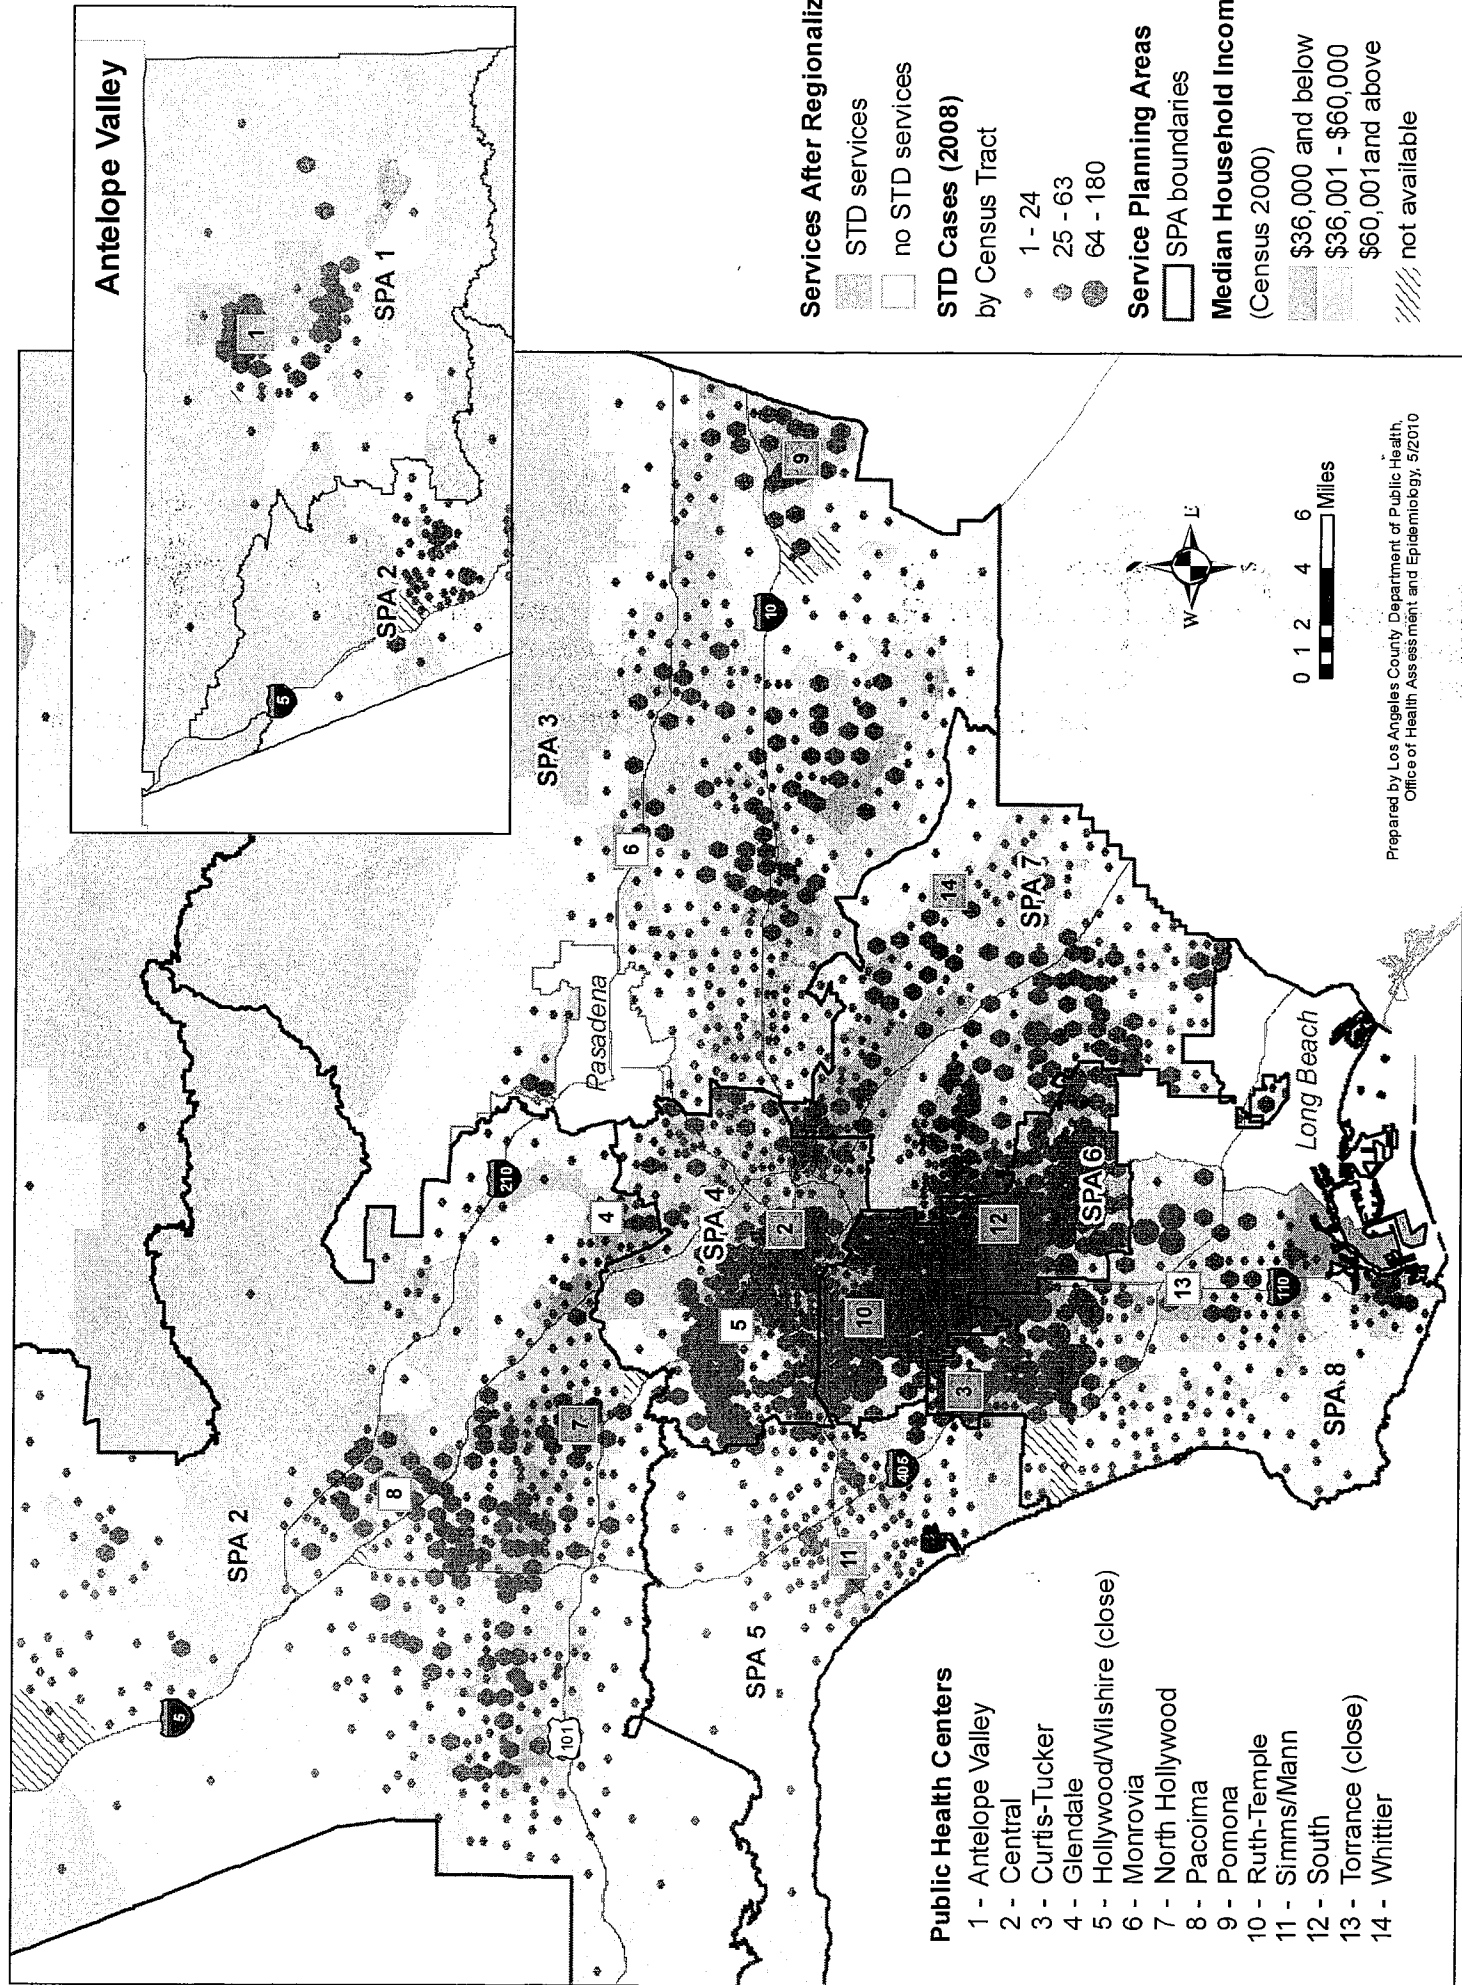 Antelope Valley
1
SPA 1
SPA 2
5
Services After Regionaliz
STD services
no STD services
STD Cases (2008)
by Census Tract
1 - 24
25 - 63
64 - 180
Service Planning Areas
SPA boundaries
Median Household Incom
(Census 2000)
$36,000 and below
$36,001 - $60,000
$60,001and above
not available
SPA 2
SPA 3
SPA 4
SPA 5
SPA 6
SPA 7
SPA 8
Pasadena
Long Beach
5
101
210
10
405
110
2
3
4
5
6
7
8
9
10
11
12
13
14
W
E
S
0 1 2 4 6
Miles
Prepared by Los Angeles County Department of Public Health,
Office of Health Assessment and Epidemiology, 5/2010
Public Health Centers
1 - Antelope Valley
2 - Central
3 - Curtis-Tucker
4 - Glendale
5 - Hollywood/Wilshire (close)
6 - Monrovia
7 - North Hollywood
8 - Pacoima
9 - Pomona
10 - Ruth-Temple
11 - Simms/Mann
12 - South
13 - Torrance (close)
14 - Whittier